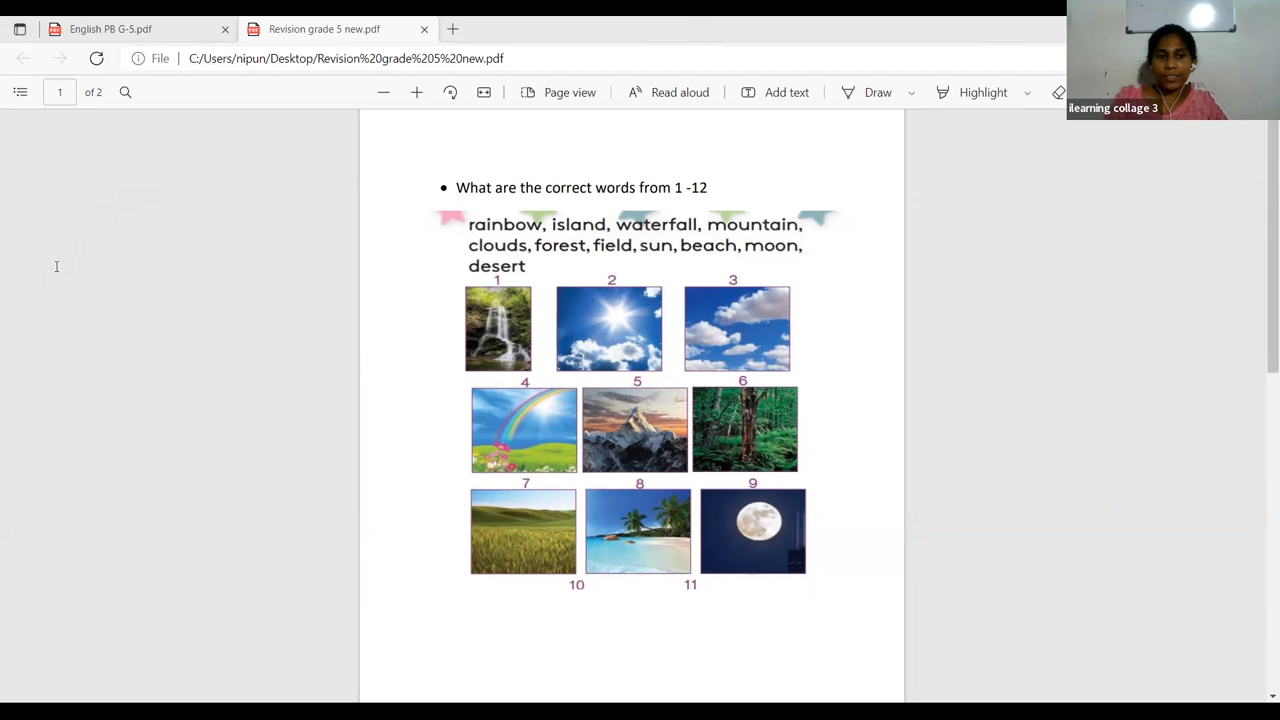 English PB G-5.pdf
Revision grade 5 new.pdf
File
C:/Users/nipun/Desktop/Revision%20grade%205%20new.pdf
1
of 2
Page view
Read aloud
Add text
Draw
Highlight
ilearning collage 3
What are the correct words from 1 -12
rainbow, island, waterfall, mountain,
clouds, forest, field, sun, beach, moon,
desert
1 2 3
4 5 6
7 8 9
10 11